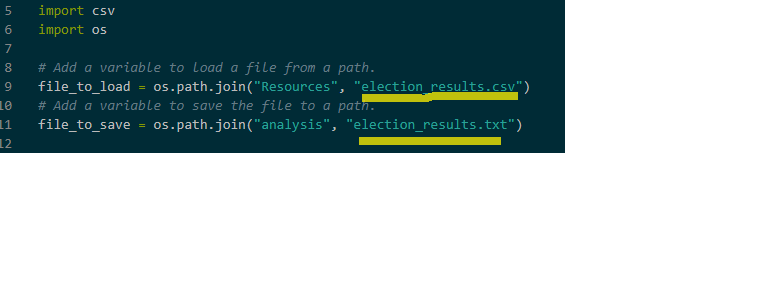 5 import csv
6 import os
7
8 # Add a variable to load a file from a path.
9 file_to_load = os.path.join("Resources", "election_results.csv")
10 # Add a variable to save the file to a path.
11 file_to_save = os.path.join("analysis", "election_results.txt")
12